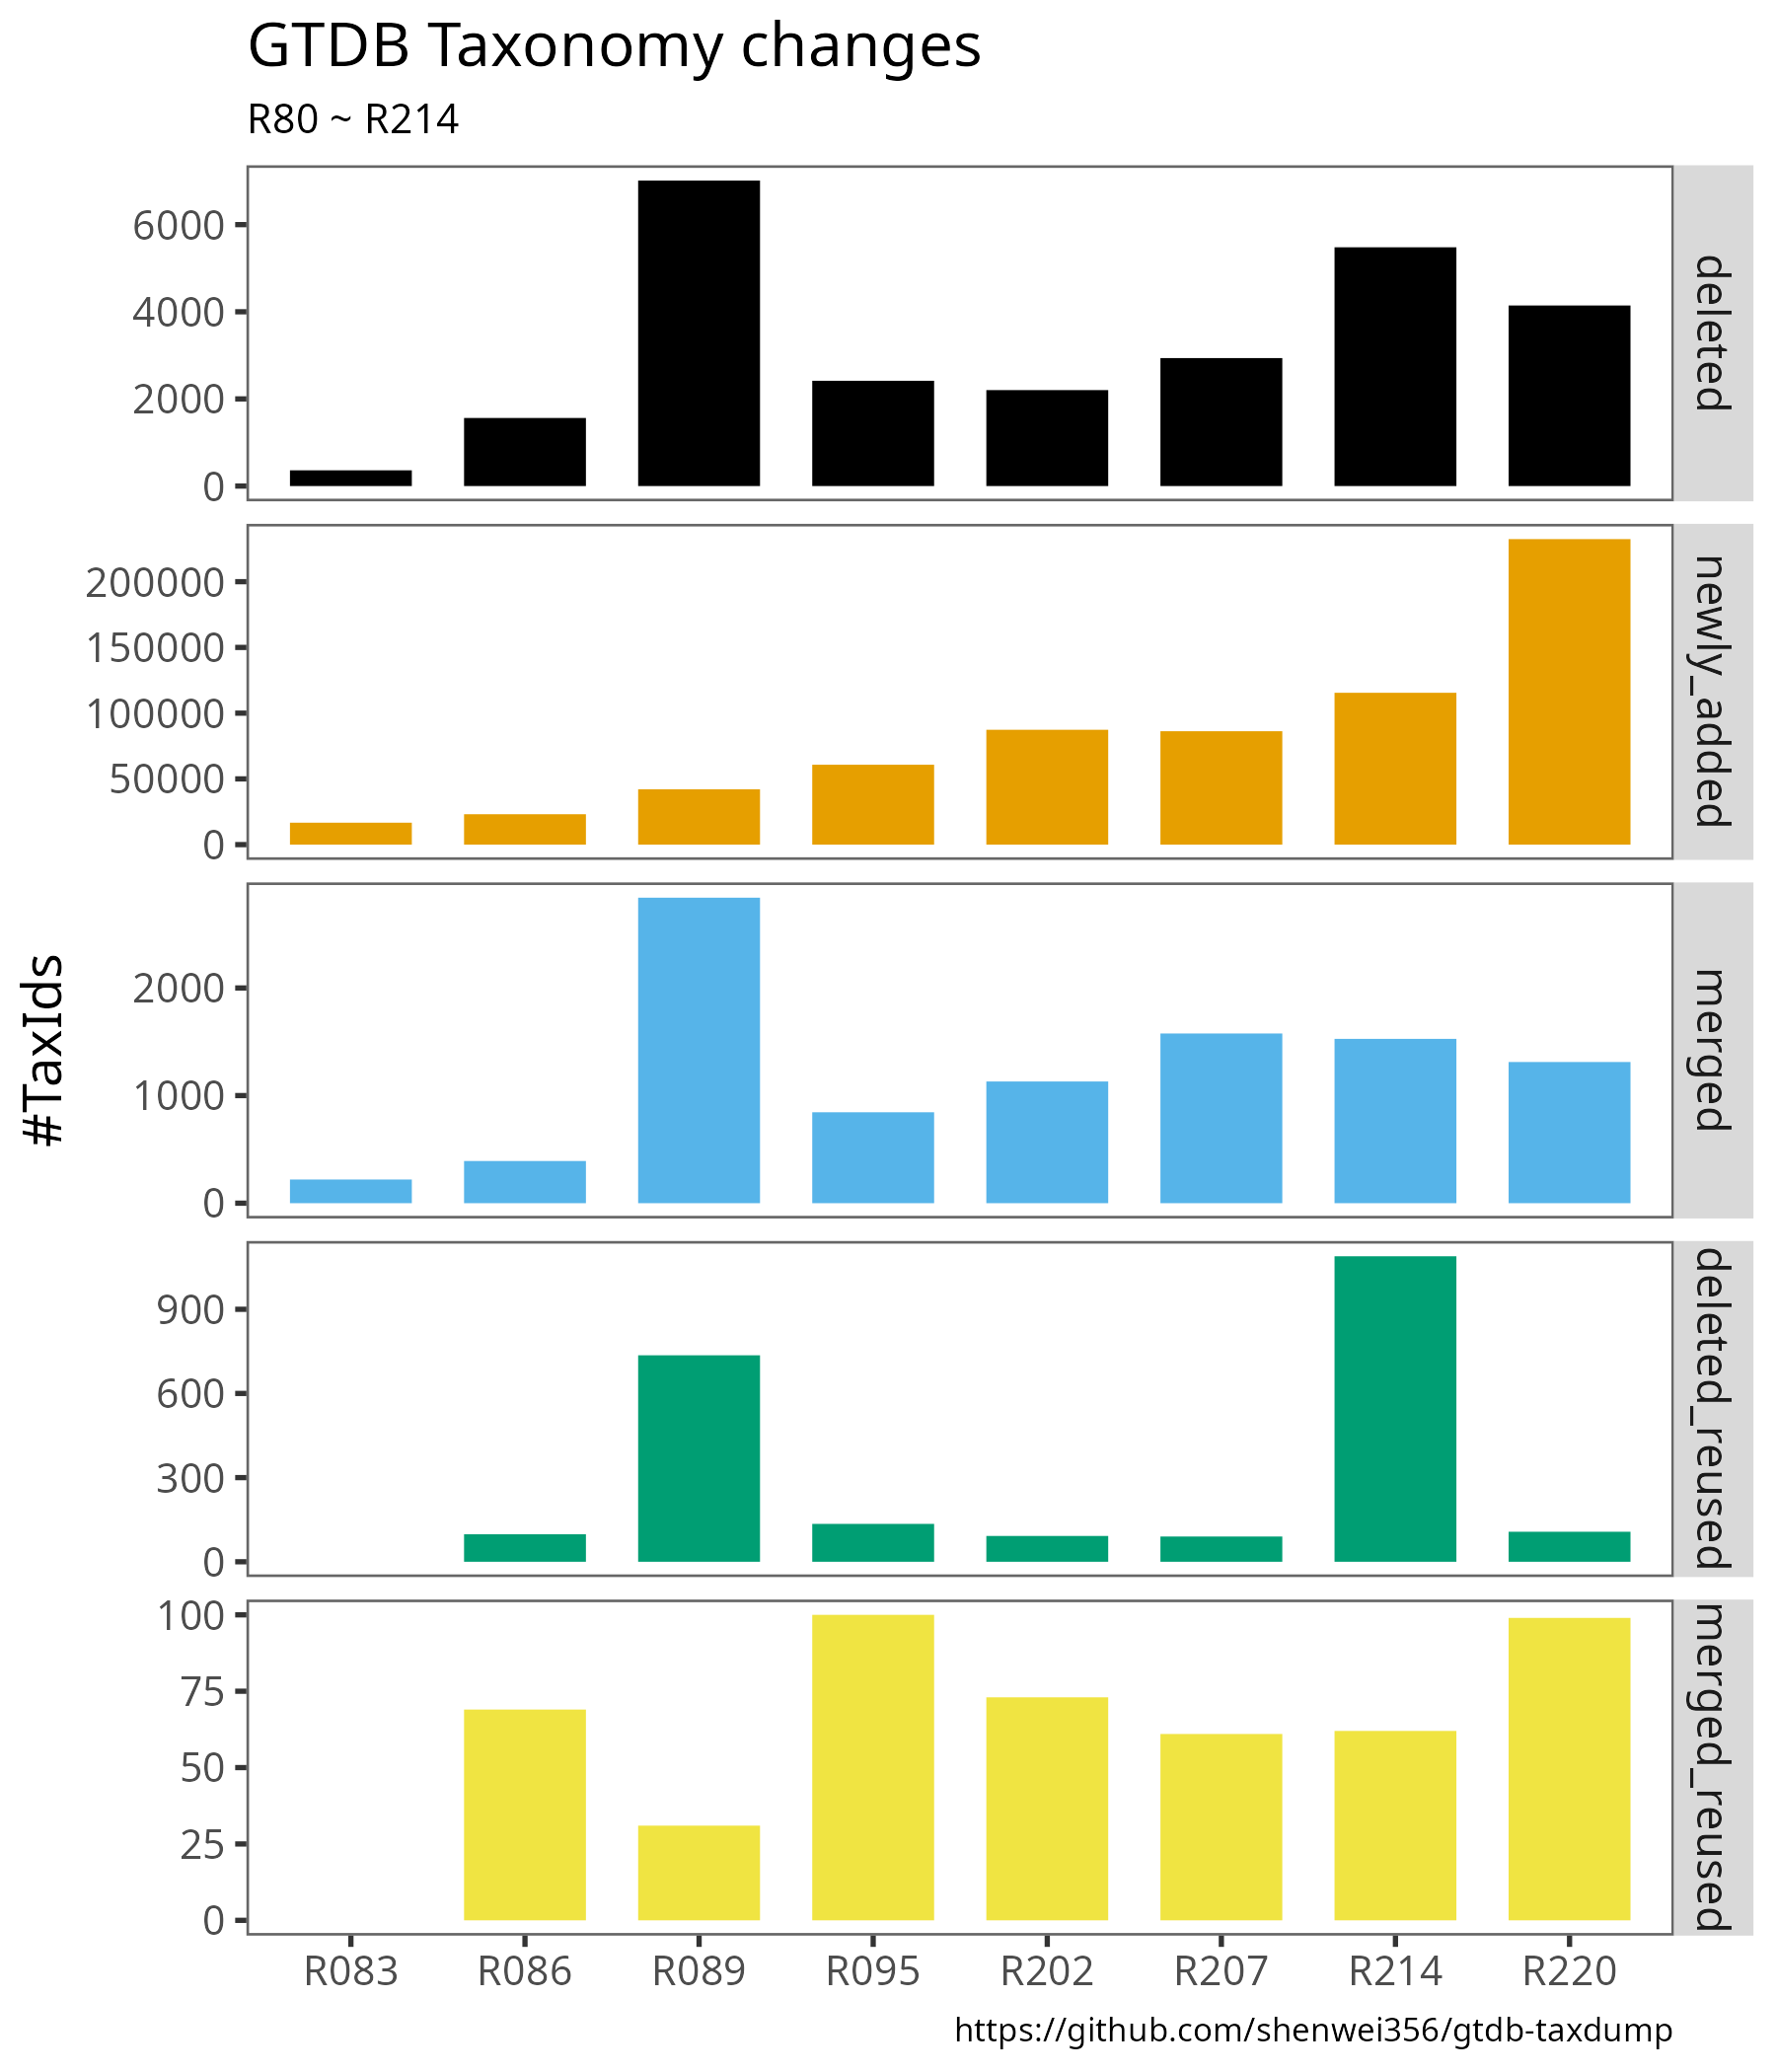 GTDB Taxonomy changes
R80 ~ R214
#TaxIds
6000
4000
2000
0
deleted
200000
150000
100000
50000
0
newly_added
2000
1000
0
merged
900
600
300
0
deleted_reused
100
75
50
25
0
merged_reused
R083 R086 R089 R095 R202 R207 R214 R220
https://github.com/shenwei356/gtdb-taxdump